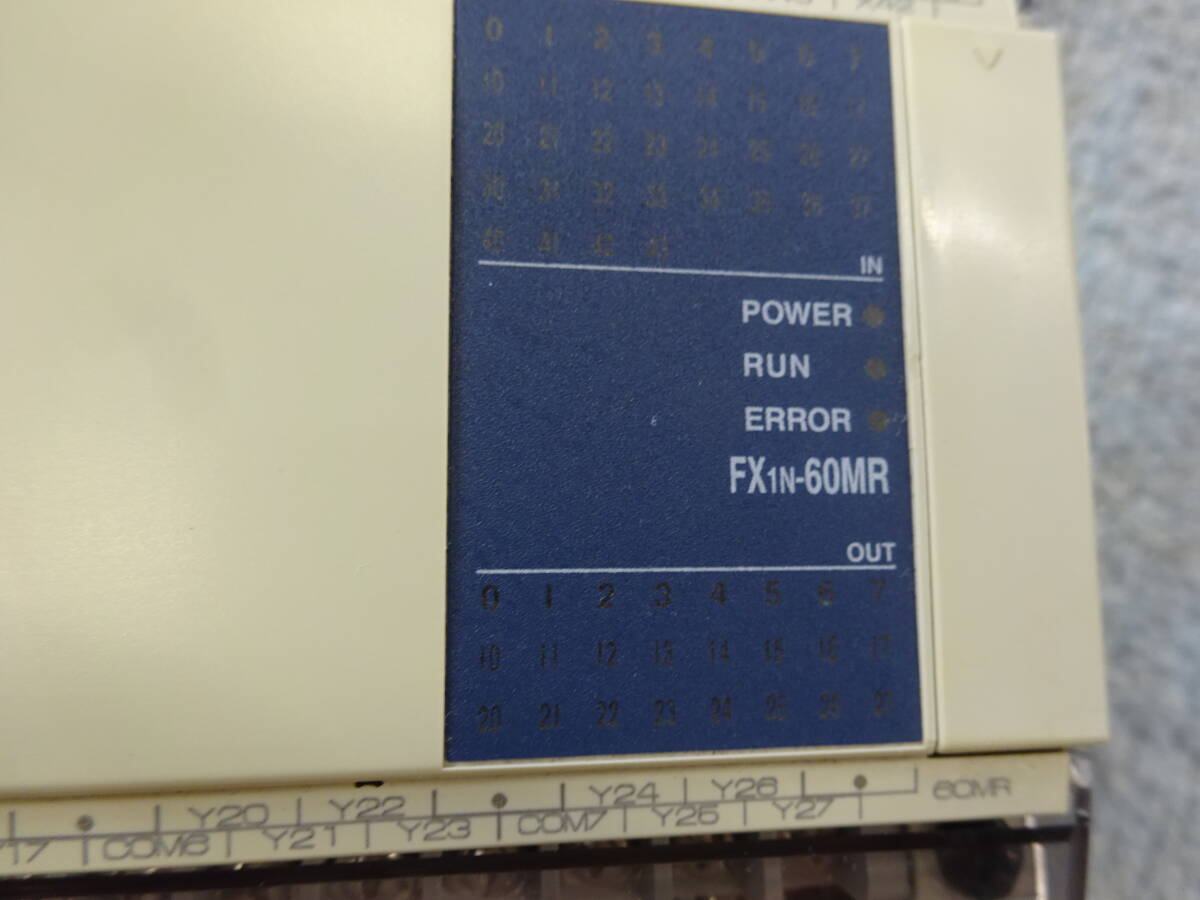 0 1 2 3 4 5 6 7
10 11 12 13 14 15 16 17
20 21 22 23 24 25 26 27
30 31 32 33 34 35 36 37
40 41 42 43
IN
POWER
RUN
ERROR
FX1N-60MR
OUT
0 1 2 3 4 5 6 7
10 11 12 13 14 15 16 17
20 21 22 23 24 25 26 27
Y20 Y22 Y24 Y26 60MR
COM6 Y21 Y23 COM7 Y25 Y27